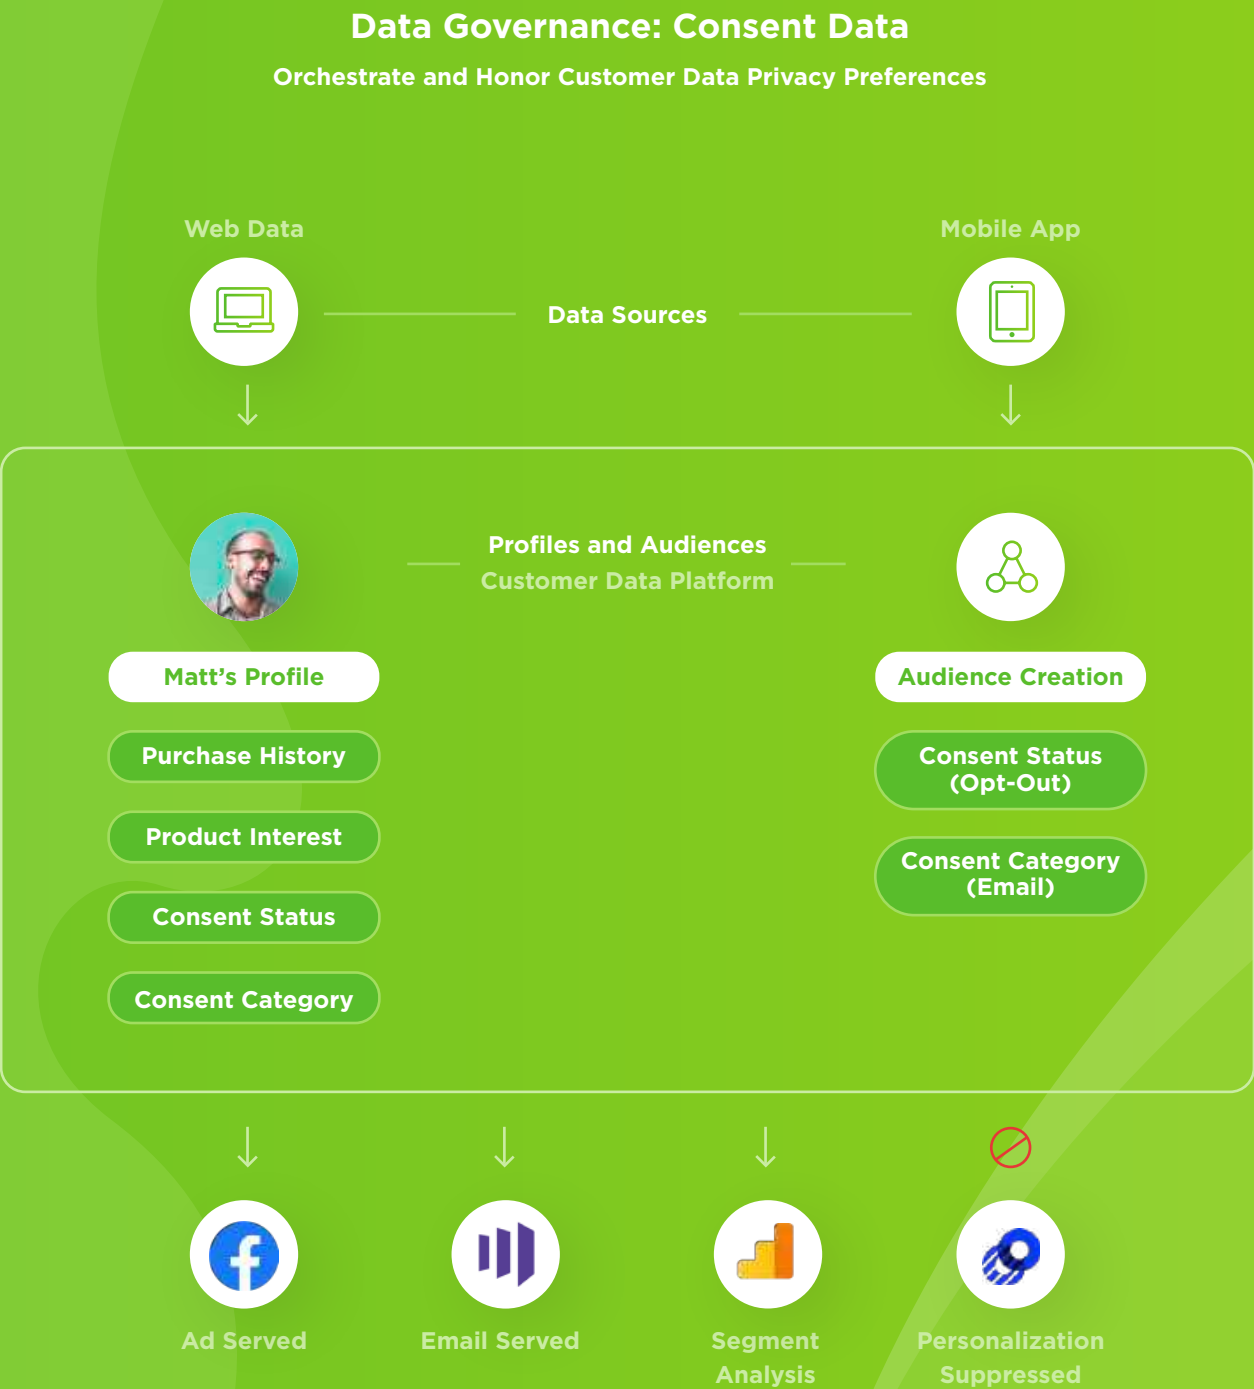 Data Governance: Consent Data
Orchestrate and Honor Customer Data Privacy Preferences
Web Data
Mobile App
Data Sources
Profiles and Audiences
Customer Data Platform
Matt’s Profile
Purchase History
Product Interest
Consent Status
Consent Category
Audience Creation
Consent Status
(Opt-Out)
Consent Category
(Email)
Ad Served
Email Served
Segment
Analysis
Personalization
Suppressed